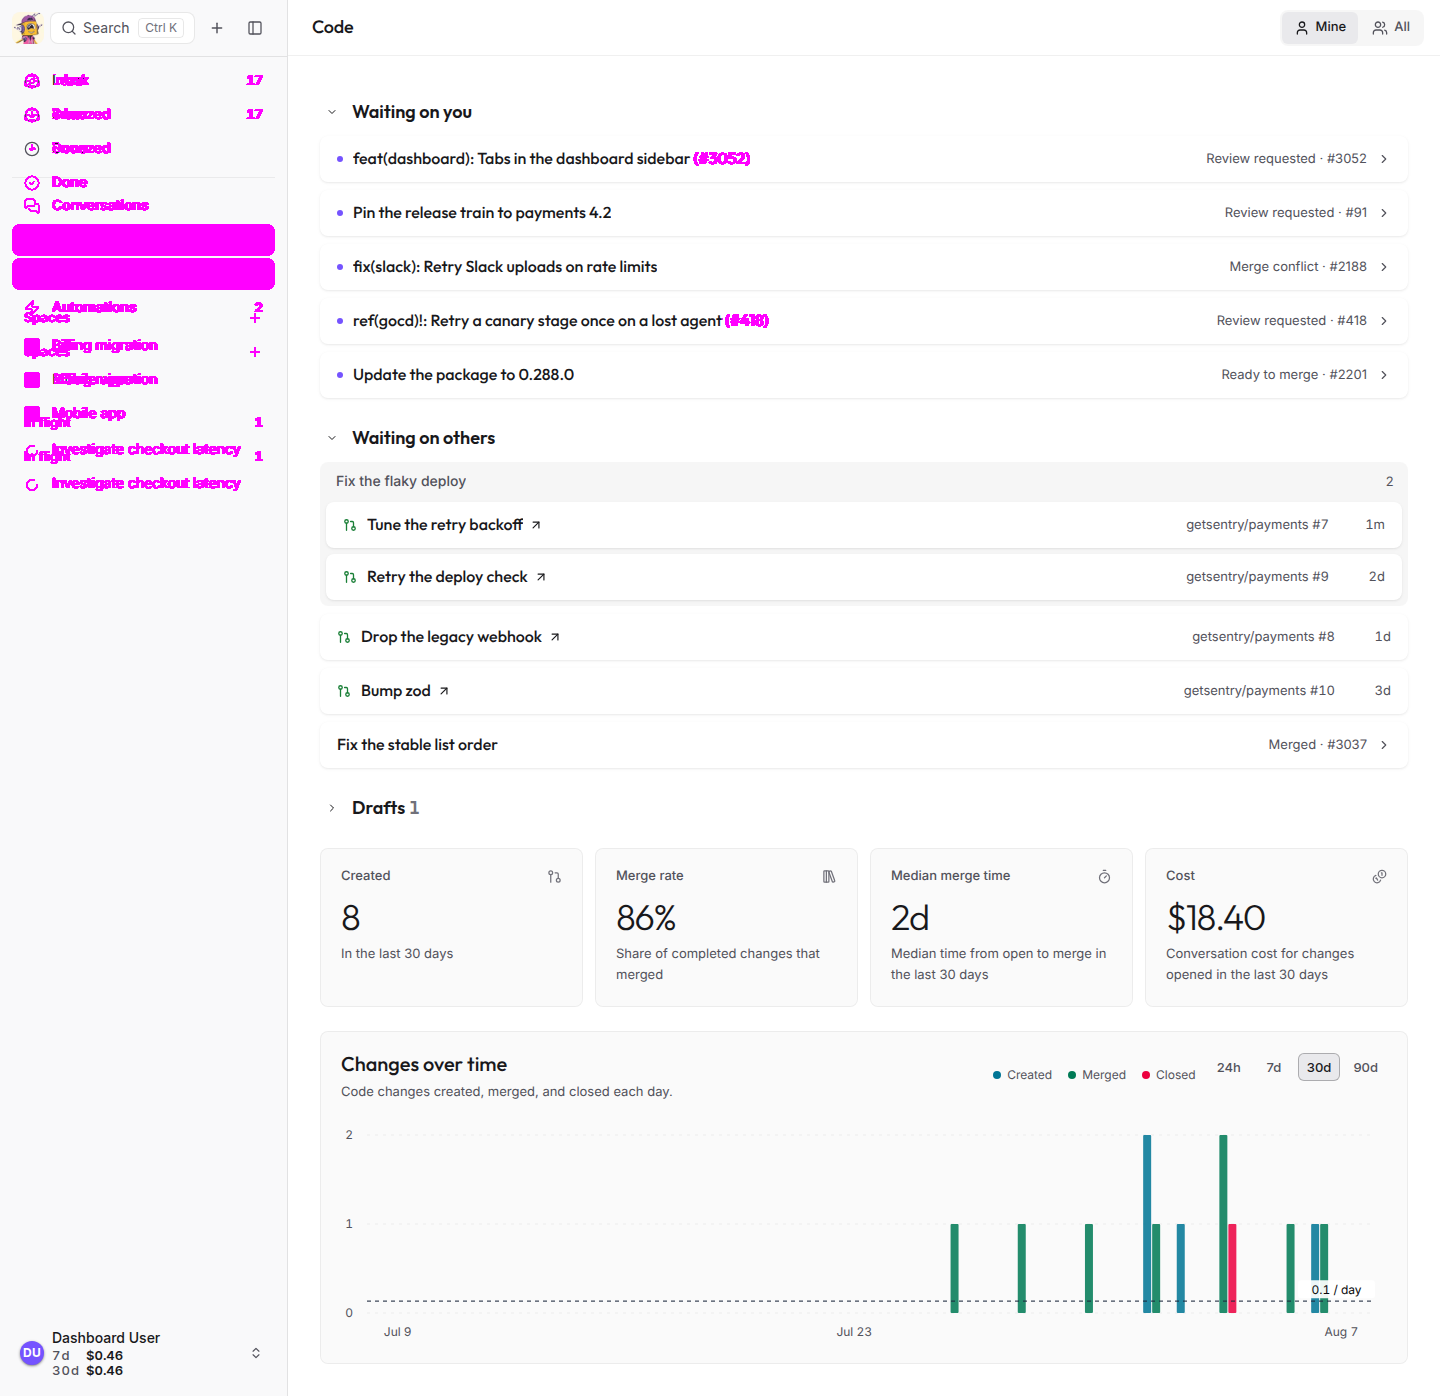 Search
Ctrl K
Code
Mine
All
17
17
Done
Conversations
Automations
2
Spaces
Spaces
migration
Mobile app
In flight
1
Investigate checkout latency
In flight
1
Investigate checkout latency
Waiting on you
feat(dashboard): Tabs in the dashboard sidebar (#3052)
Review requested · #3052
Pin the release train to payments 4.2
Review requested · #91
fix(slack): Retry Slack uploads on rate limits
Merge conflict · #2188
ref(gocd)!: Retry a canary stage once on a lost agent (#418)
Review requested · #418
Update the package to 0.288.0
Ready to merge · #2201
Waiting on others
Fix the flaky deploy
2
Tune the retry backoff
getsentry/payments #7
1m
Retry the deploy check
getsentry/payments #9
2d
Drop the legacy webhook
getsentry/payments #8
1d
Bump zod
getsentry/payments #10
3d
Fix the stable list order
Merged · #3037
Drafts 1
Created
8
In the last 30 days
Merge rate
86%
Share of completed changes that
merged
Median merge time
2d
Median time from open to merge in
the last 30 days
Cost
$18.40
Conversation cost for changes
opened in the last 30 days
Changes over time
Code changes created, merged, and closed each day.
Created
Merged
Closed
24h
7d
30d
90d
2
1
0
0.1 / day
Jul 9
Jul 23
Aug 7
DU
Dashboard User
7d $0.46
30d $0.46